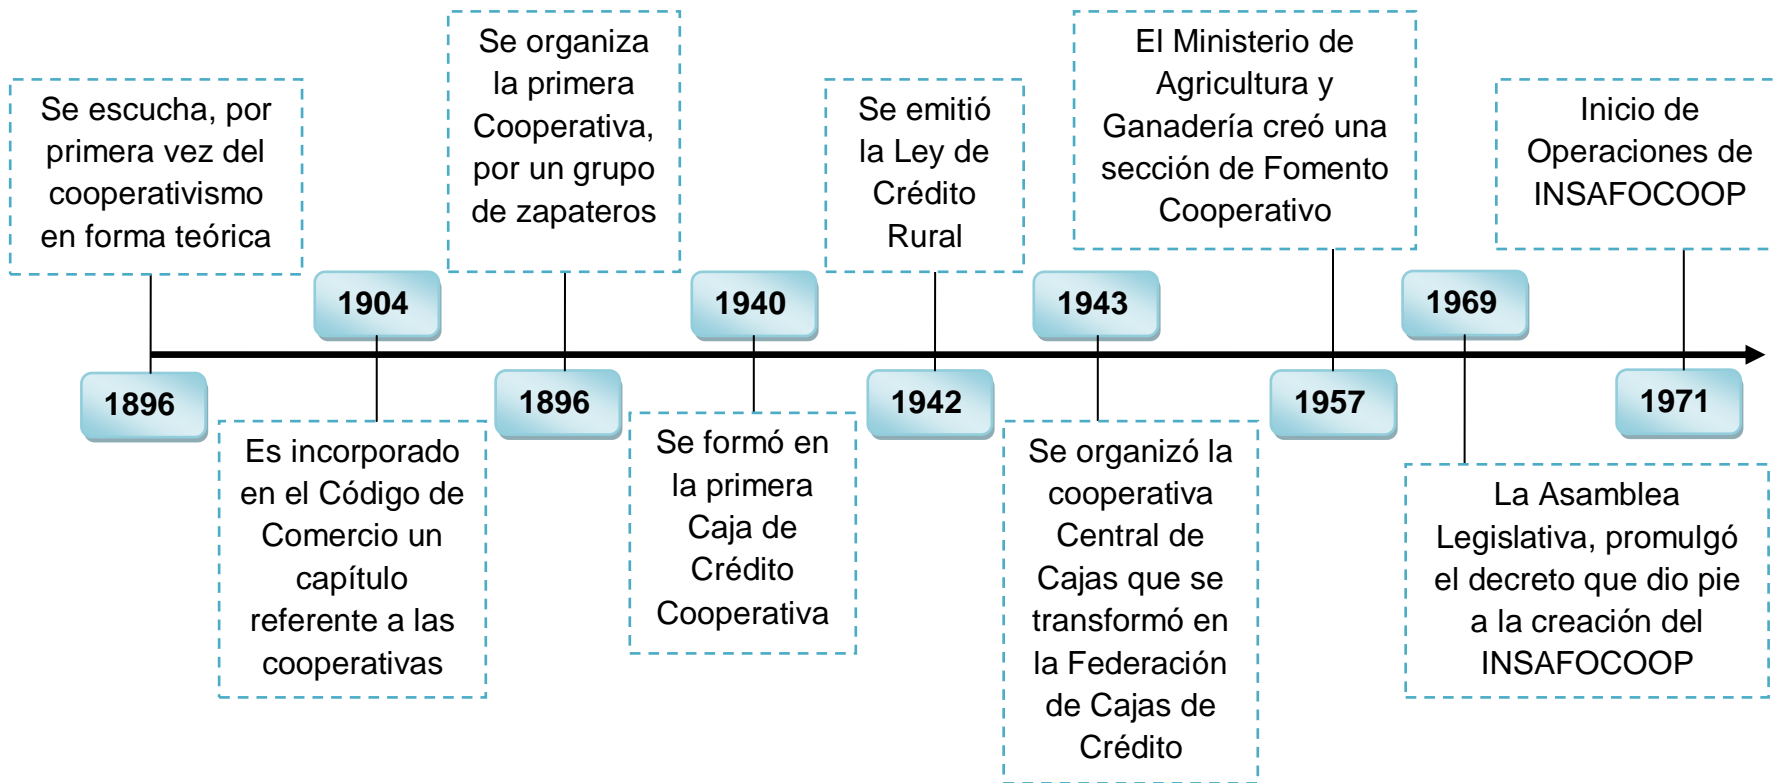 Se escucha, por
primera vez del
cooperativismo
en forma teórica
1896
1904
Es incorporado
en el Código de
Comercio un
capítulo
referente a las
cooperativas
Se organiza
la primera
Cooperativa,
por un grupo
de zapateros
1896
1940
Se formó en
la primera
Caja de
Crédito
Cooperativa
Se emitió
la Ley de
Crédito
Rural
1942
1943
Se organizó la
cooperativa
Central de
Cajas que se
transformó en
la Federación
de Cajas de
Crédito
El Ministerio de
Agricultura y
Ganadería creó una
sección de Fomento
Cooperativo
1957
1969
La Asamblea
Legislativa, promulgó
el decreto que dio pie
a la creación del
INSAFOCOOP
Inicio de
Operaciones de
INSAFOCOOP
1971